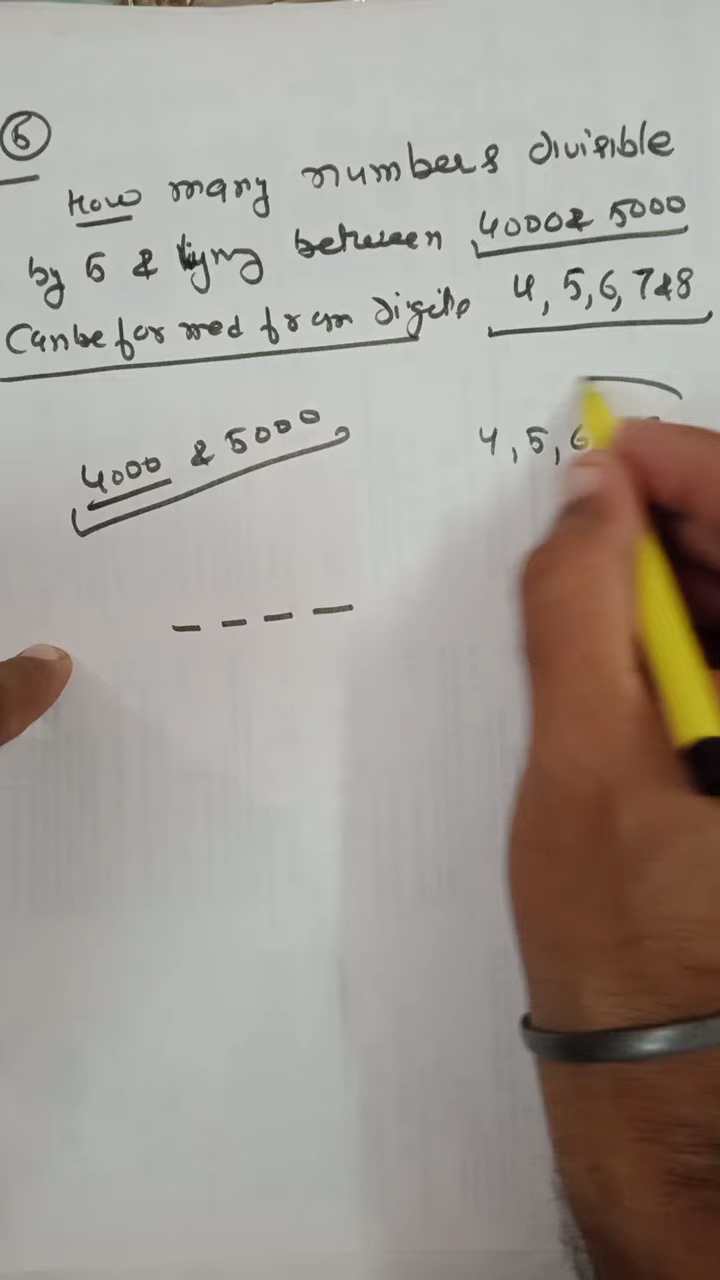 5
How many numbers divisible
by 5 & lying between 4000 & 5000
Can be formed from digits 4, 5, 6, 7 & 8
4000 & 5000
4, 5, 6